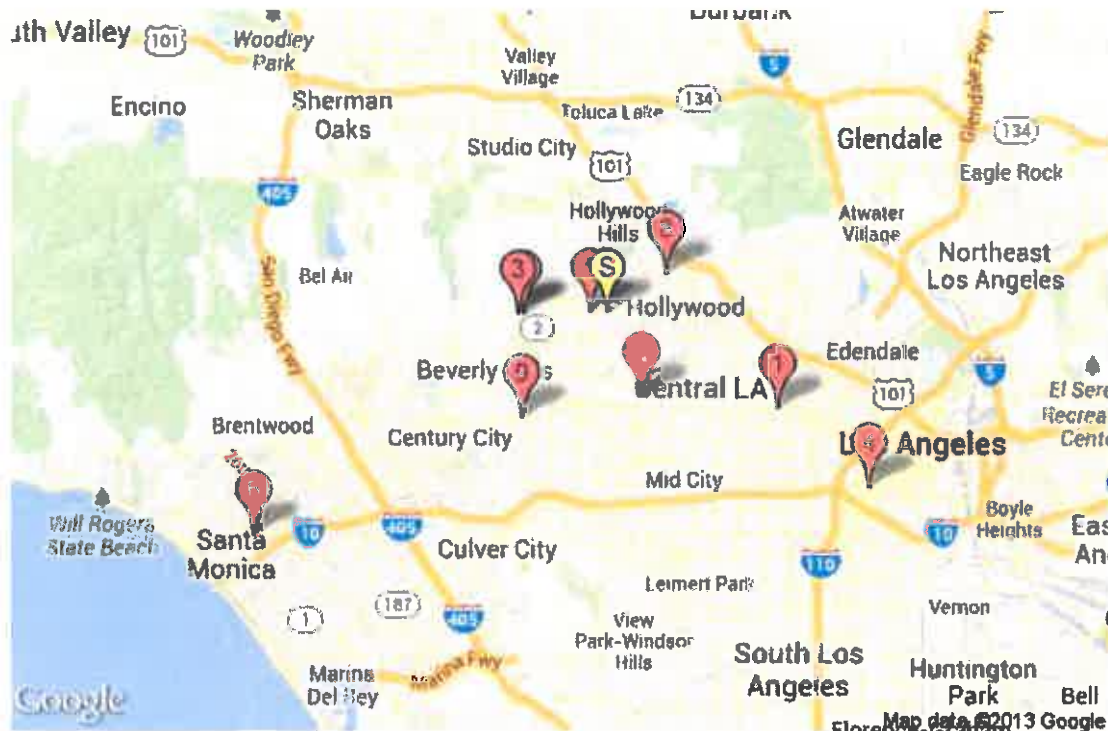 101
Woodley
Park
Valley
Village
5
Glendale Fwy
Encino
Sherman
Oaks
Toluca Lake
134
Glendale
134
Studio City
101
Eagle Rock
405
Hollywood
Hills
Atwater
Village
Northeast
Los Angeles
Bel Air
San Diego Fwy
3
S
Hollywood
2
Beverly
Edendale
101
5
Central LA
1
Brentwood
Century City
Angeles
Mid City
Will Rogers
State Beach
Santa
Monica
10
405
Culver City
Boyle
Heights
10
110
Leimert Park
1
187
405
View
Park-Windsor
Hills
Vernon
South Los
Angeles
Huntington
Park
Bell
Marina
Del Rey
Marina Fwy
Google
Map data ©2013 Google